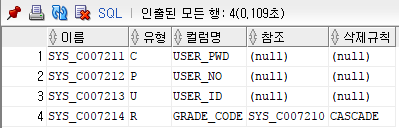 SQL | 인출된 모든 행: 4(0,109초)
이름 유형 컬럼명 참조 삭제규칙
1 SYS_C007211 C USER_PWD (null) (null)
2 SYS_C007212 P USER_NO (null) (null)
3 SYS_C007213 U USER_ID (null) (null)
4 SYS_C007214 R GRADE_CODE SYS_C007210 CASCADE